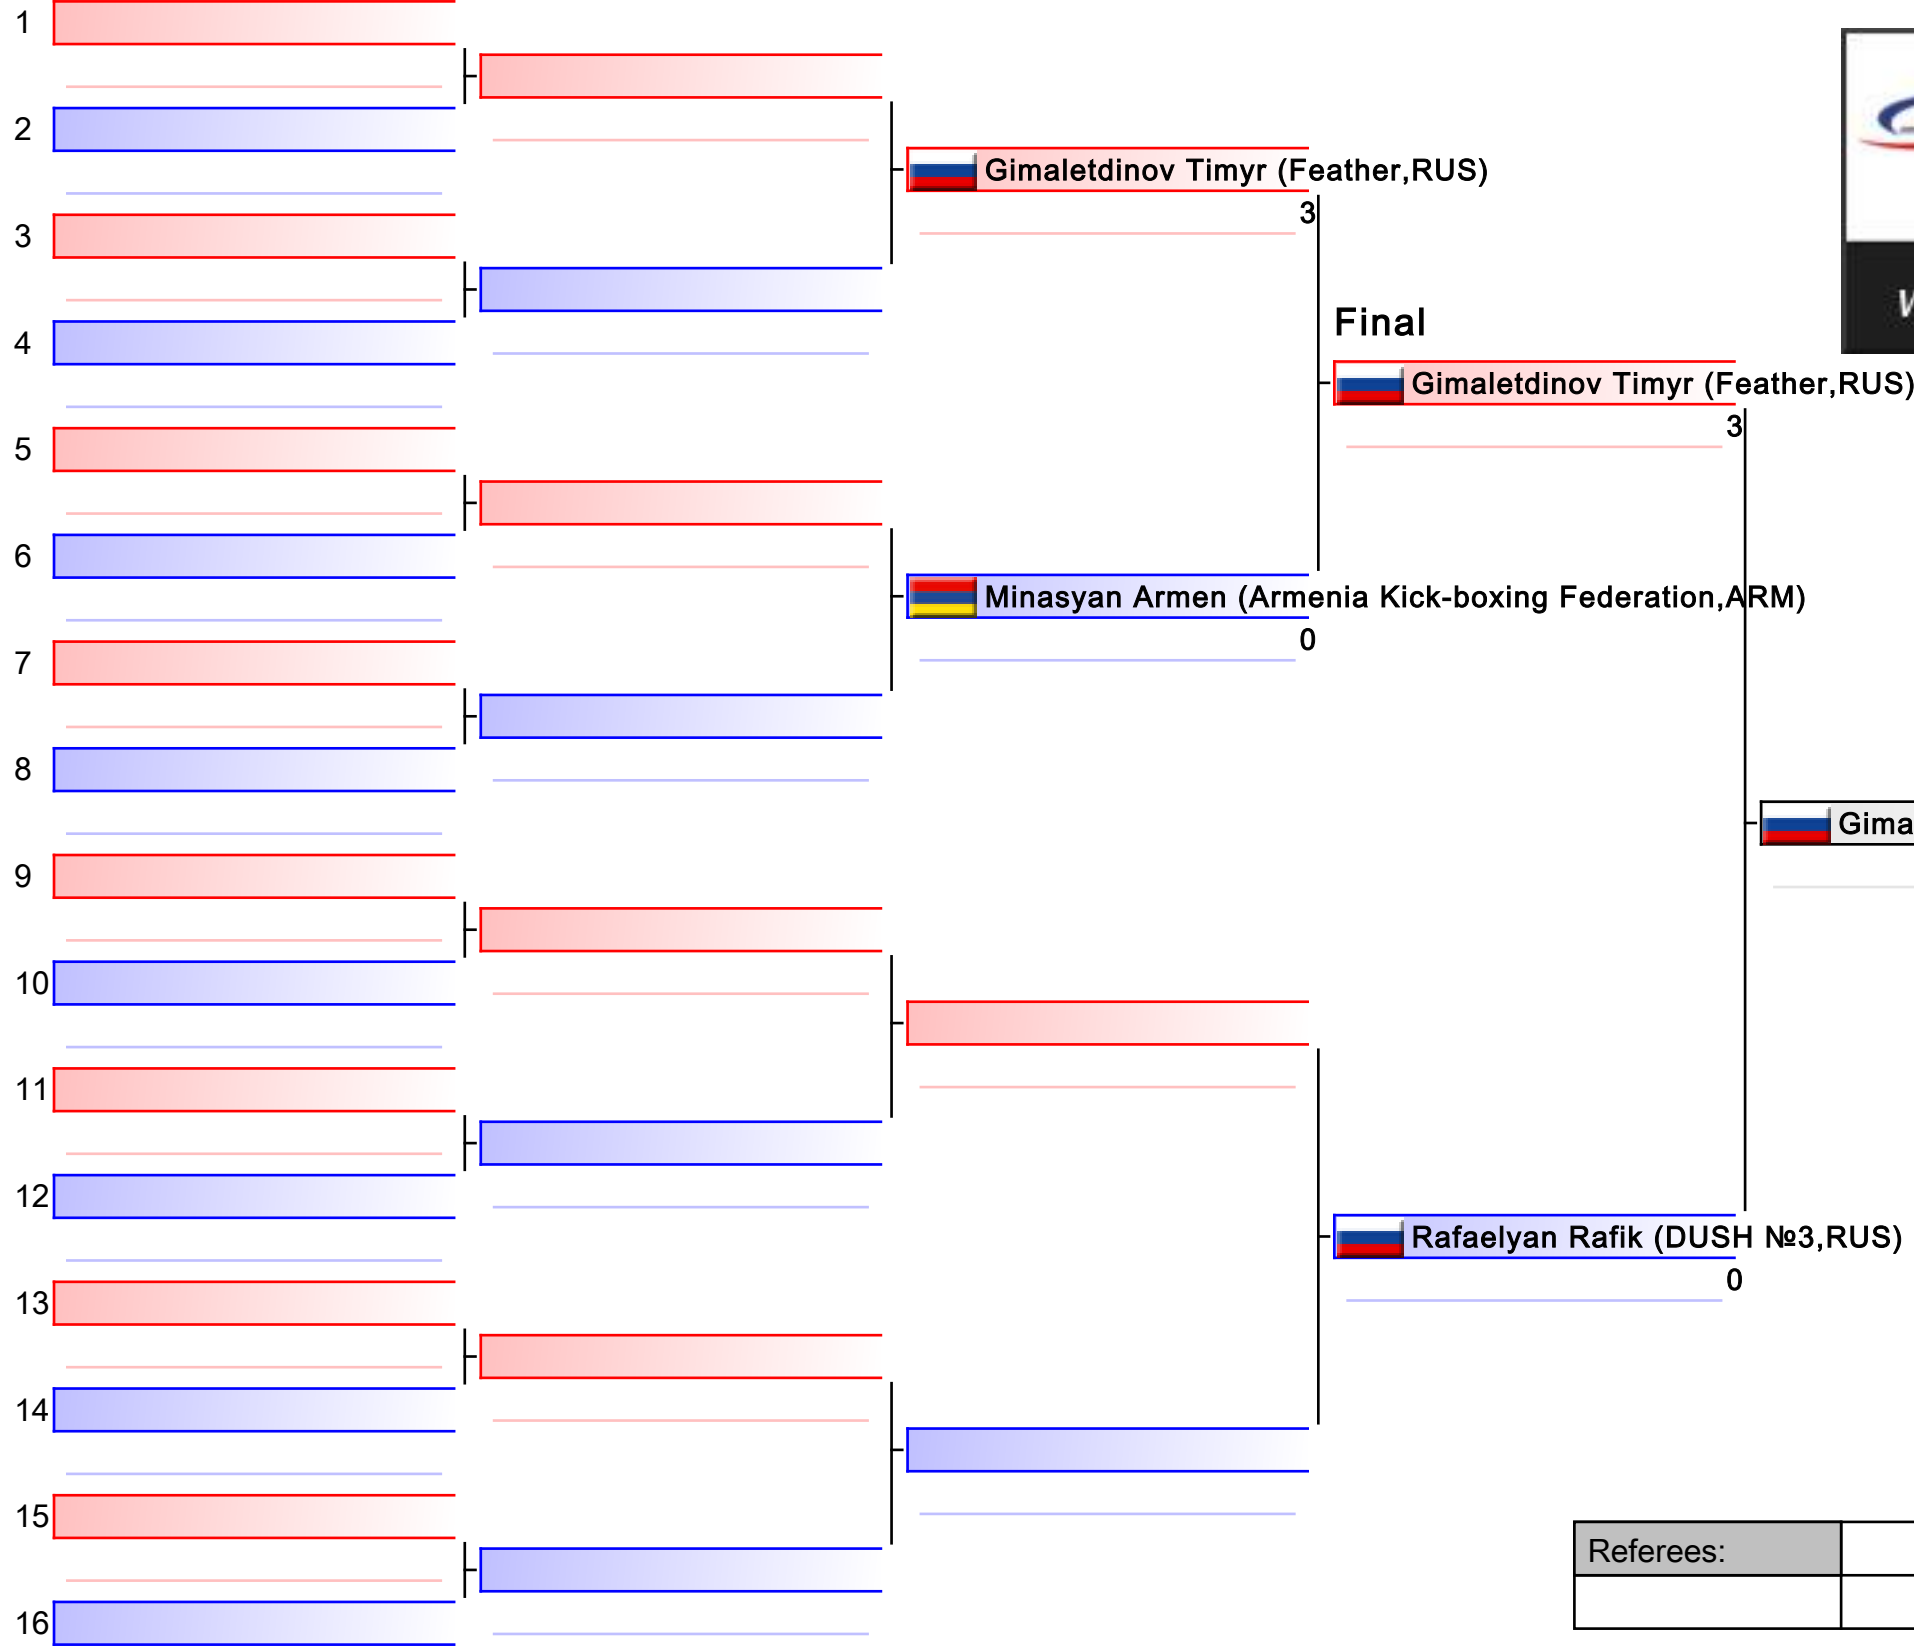 1
2
Gimaletdinov Timyr (Feather,RUS)
3
3
Final
4
Gimaletdinov Timyr (Feather,RUS)
3
5
6
Minasyan Armen (Armenia Kick-boxing Federation,ARM)
0
7
8
Gima
9
10
11
12
Rafaelyan Rafik (DUSH №3,RUS)
0
13
14
15
Referees:
16